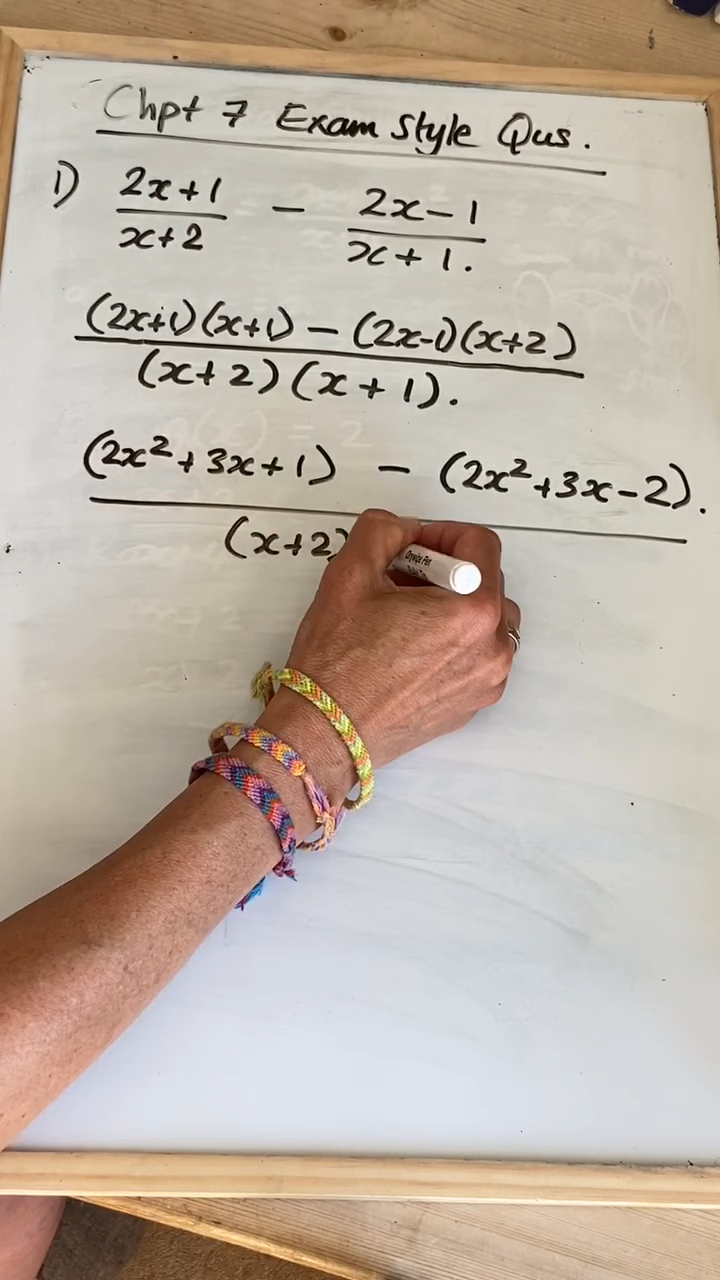 Chpt 7 Exam Style Qus.
1) 2x+1 − 2x−1
x+2 x+1.
(2x+1)(x+1) − (2x-1)(x+2)
(x+2)(x+1).
(2x²+3x+1) − (2x²+3x−2).
(x+2)